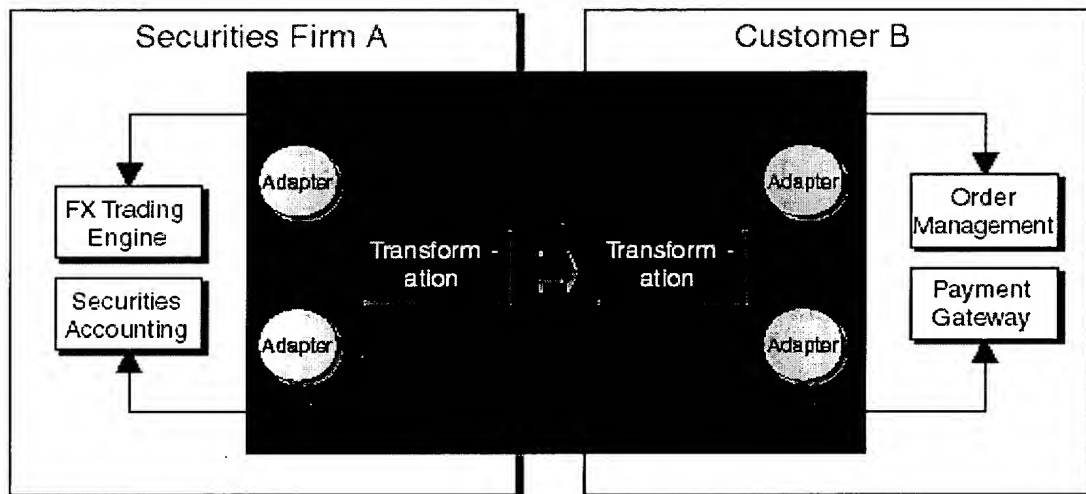 Securities Firm A
Customer B
Adapter
Adapter
FX Trading
Engine
Order
Management
Transform -
ation
Transform -
ation
Securities
Accounting
Payment
Gateway
Adapter
Adapter